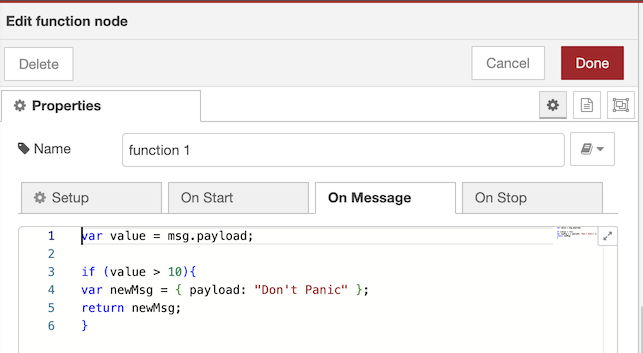 Edit function node
Delete
Cancel
Done
Properties
Name
function 1
Setup
On Start
On Message
On Stop
1 var value = msg.payload;
2
3 if (value > 10){
4 var newMsg = { payload: "Don't Panic" };
5 return newMsg;
6 }